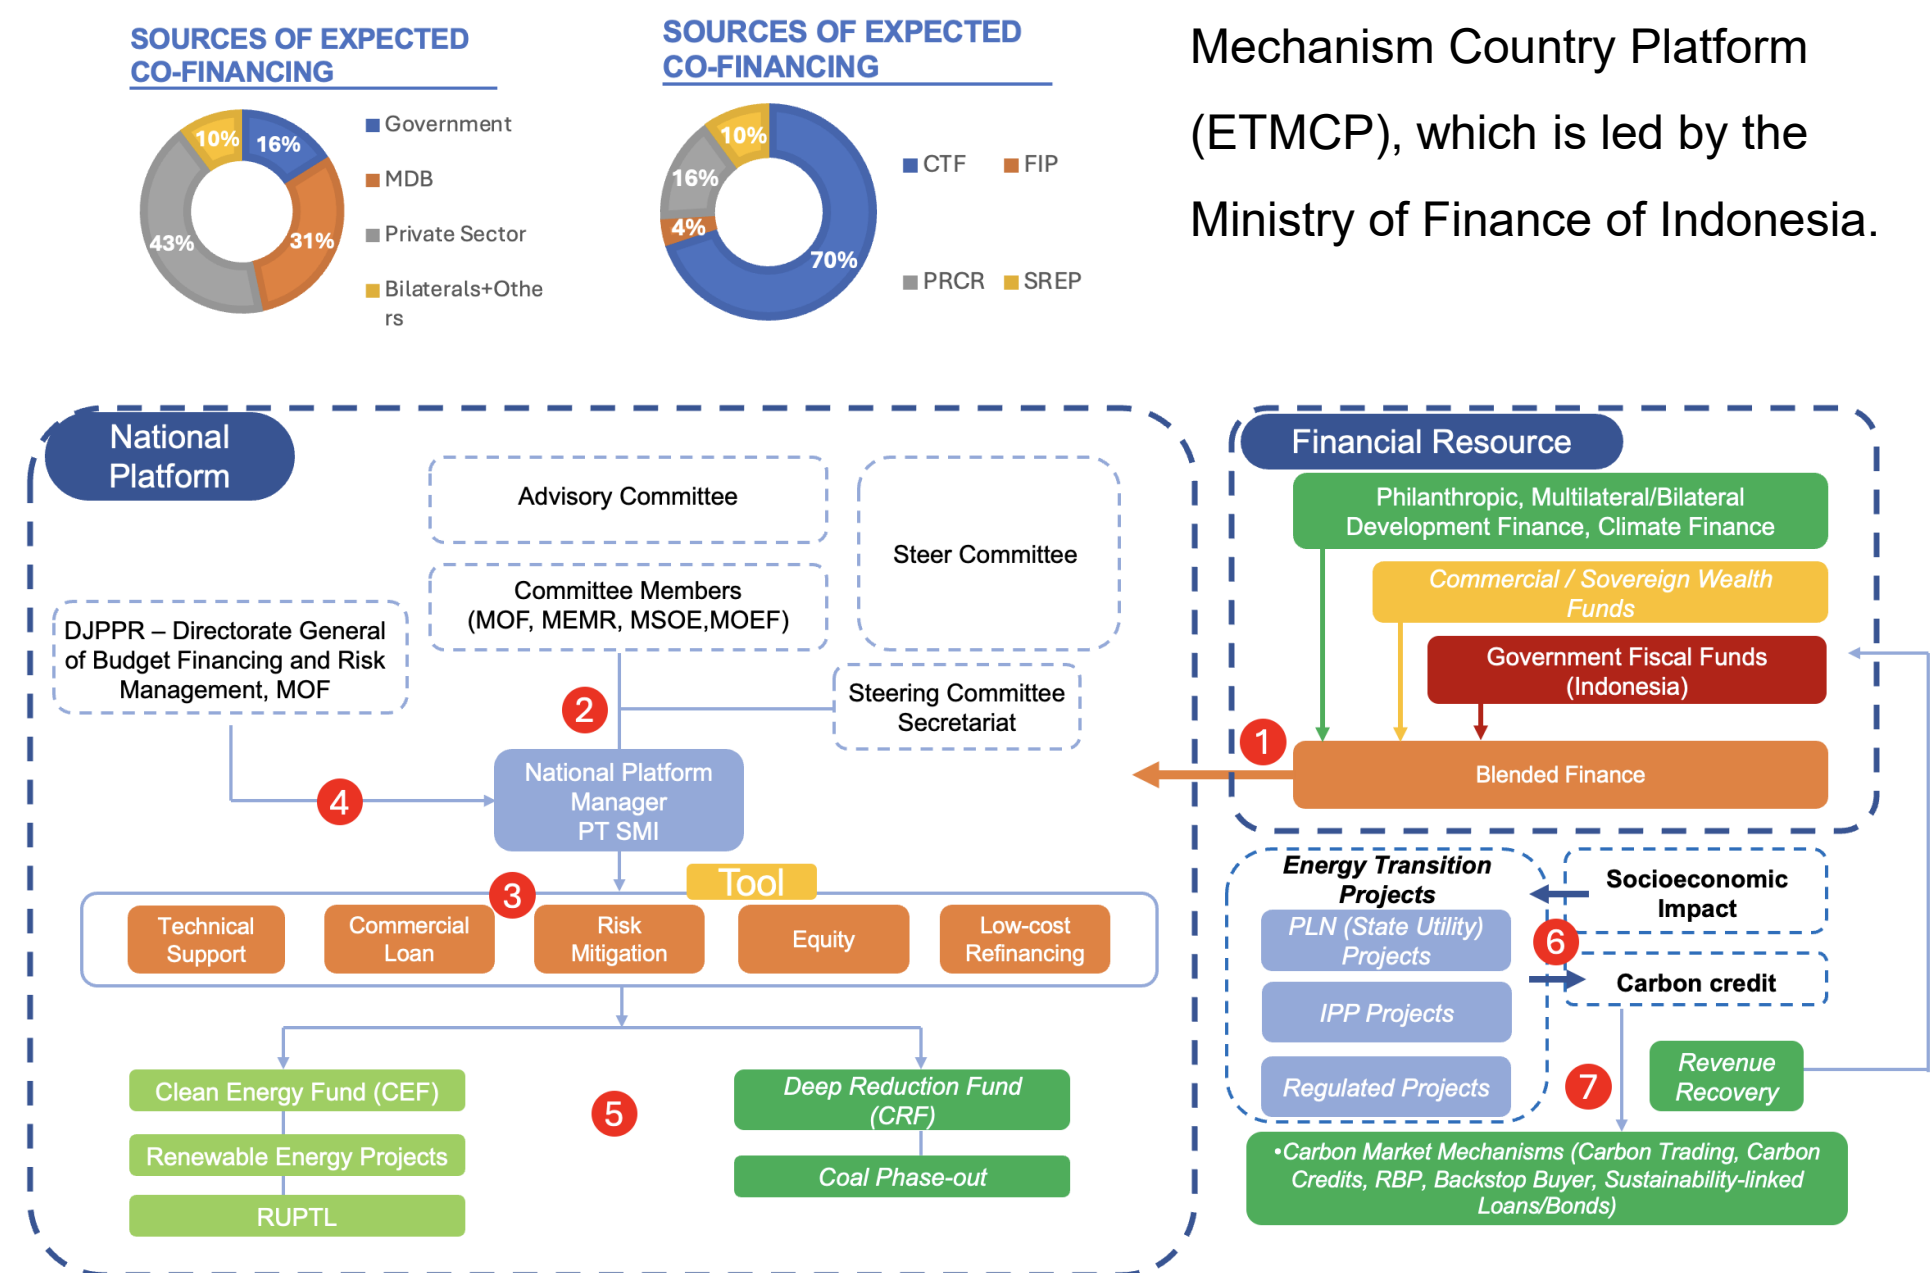 SOURCES OF EXPECTED
CO-FINANCING
10%
16%
43%
31%
Government
MDB
Private Sector
Bilaterals+Othe
rs
SOURCES OF EXPECTED
CO-FINANCING
10%
16%
4%
70%
CTF
FIP
PRCR
SREP
Mechanism Country Platform
(ETMCP), which is led by the
Ministry of Finance of Indonesia.
National
Platform
Advisory Committee
Steer Committee
Committee Members
(MOF, MEMR, MSOE,MOEF)
DJPPR – Directorate General
of Budget Financing and Risk
Management, MOF
Steering Committee
Secretariat
2
4
National Platform
Manager
PT SMI
Tool
3
Technical
Support
Commercial
Loan
Risk
Mitigation
Equity
Low-cost
Refinancing
Clean Energy Fund (CEF)
Renewable Energy Projects
RUPTL
5
Deep Reduction Fund
(CRF)
Coal Phase-out
Financial Resource
Philanthropic, Multilateral/Bilateral
Development Finance, Climate Finance
Commercial / Sovereign Wealth
Funds
Government Fiscal Funds
(Indonesia)
1
Blended Finance
Energy Transition
Projects
PLN (State Utility)
Projects
IPP Projects
Regulated Projects
Socioeconomic
Impact
6
Carbon credit
7
Revenue
Recovery
•Carbon Market Mechanisms (Carbon Trading, Carbon
Credits, RBP, Backstop Buyer, Sustainability-linked
Loans/Bonds)